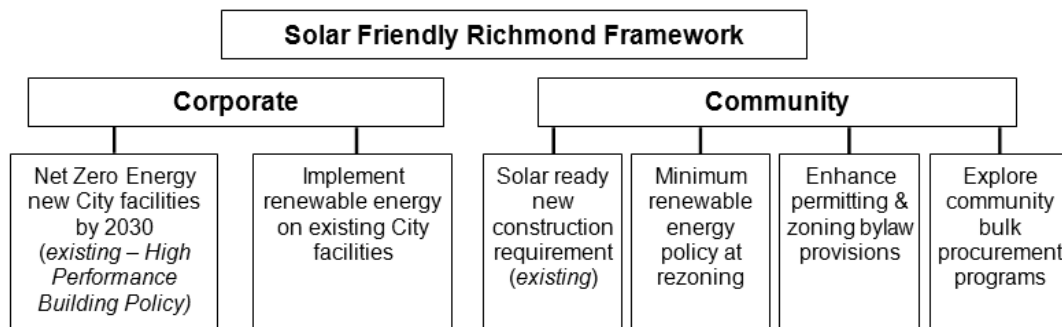 Solar Friendly Richmond Framework
Corporate
Community
Net Zero Energy
new City facilities
by 2030
(existing – High
Performance
Building Policy)
Implement
renewable energy
on existing City
facilities
Solar ready
new
construction
requirement
(existing)
Minimum
renewable
energy
policy at
rezoning
Enhance
permitting &
zoning bylaw
provisions
Explore
community
bulk
procurement
programs